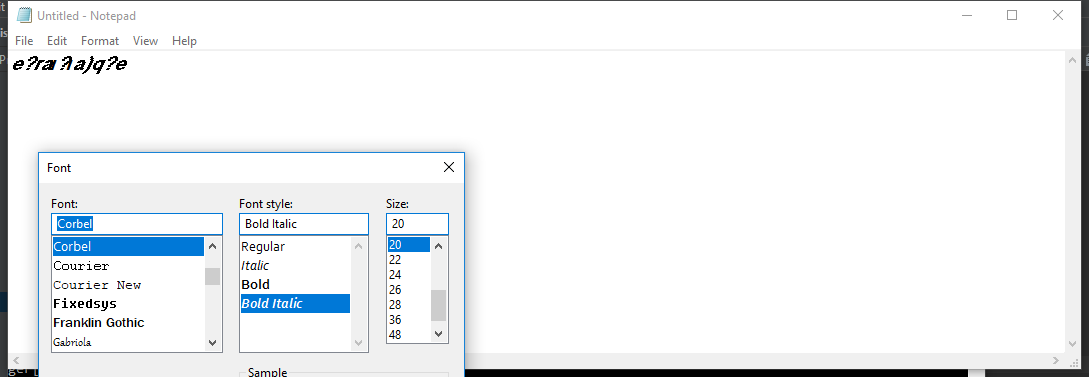 Untitled - Notepad
File Edit Format View Help
Font
Font: Font style: Size:
Corbel Bold Italic 20
Corbel Regular 20
Courier Italic 22
Courier New Bold 24
Fixedsys Bold Italic 26
Franklin Gothic 28
Gabriola 36
48
Sample